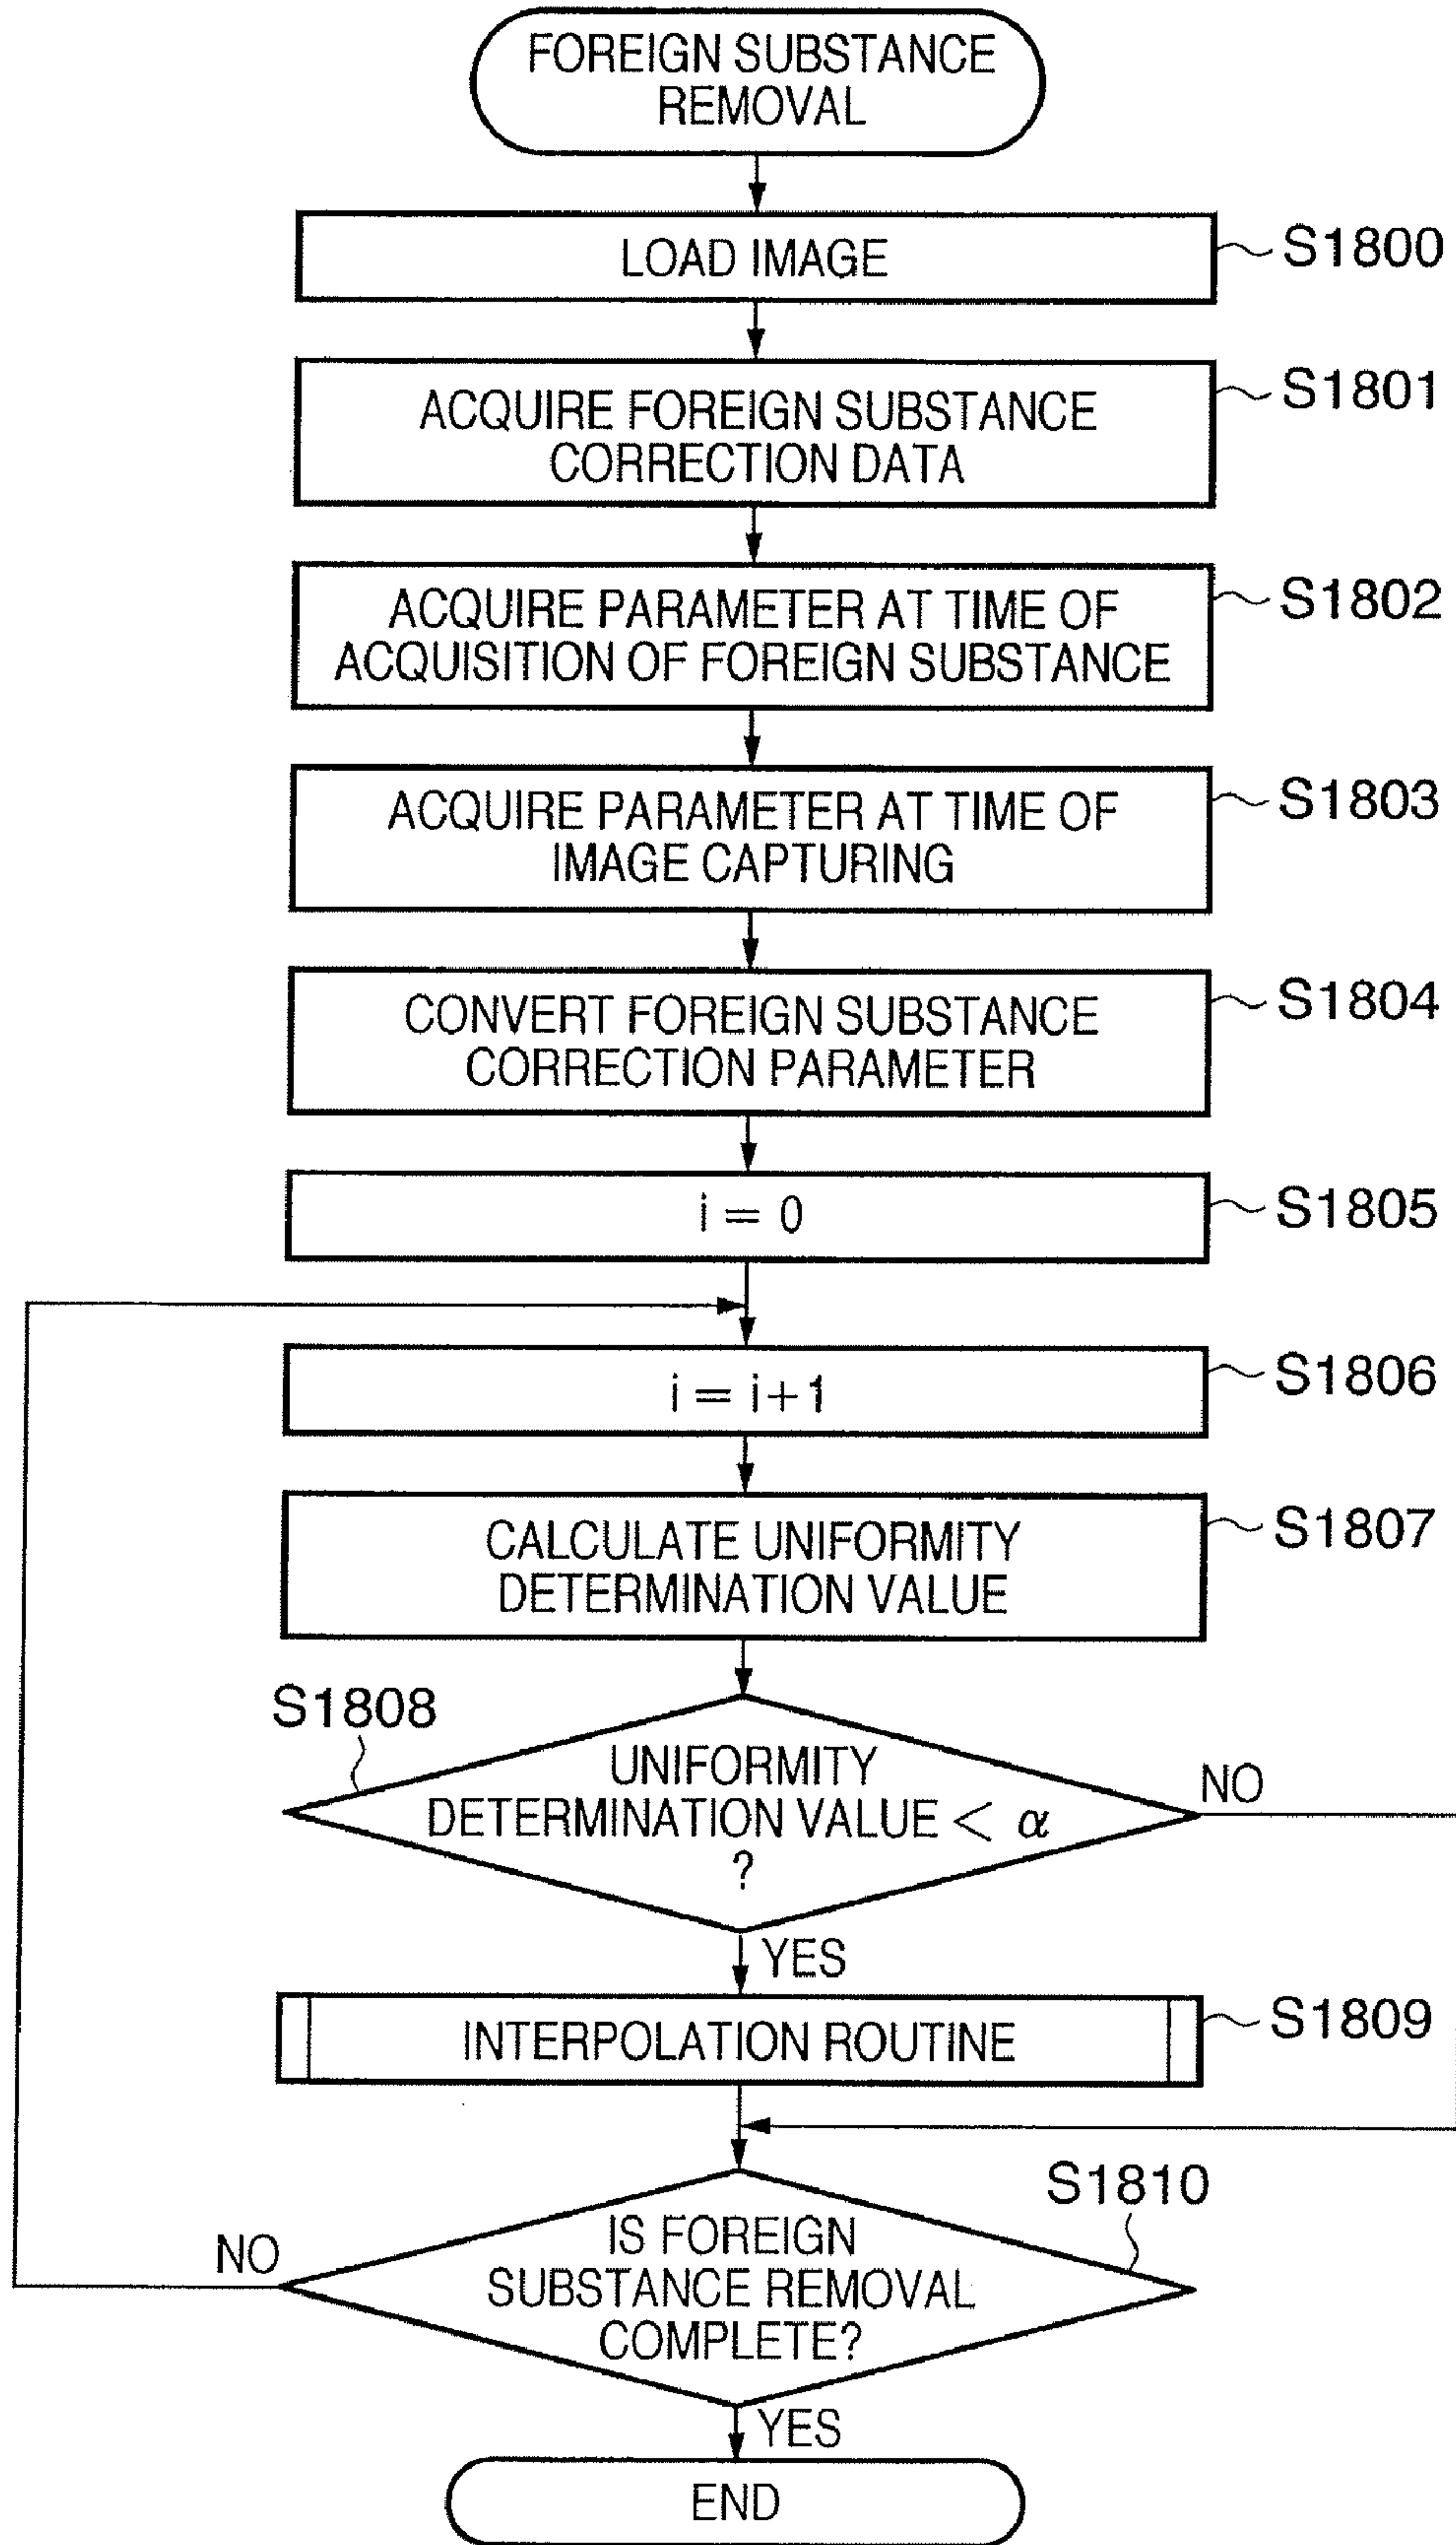 FOREIGN SUBSTANCE
REMOVAL
LOAD IMAGE
S1800
ACQUIRE FOREIGN SUBSTANCE
CORRECTION DATA
S1801
ACQUIRE PARAMETER AT TIME OF
ACQUISITION OF FOREIGN SUBSTANCE
S1802
ACQUIRE PARAMETER AT TIME OF
IMAGE CAPTURING
S1803
CONVERT FOREIGN SUBSTANCE
CORRECTION PARAMETER
S1804
i = 0
S1805
i = i+1
S1806
CALCULATE UNIFORMITY
DETERMINATION VALUE
S1807
S1808
UNIFORMITY
DETERMINATION VALUE < α
?
NO
YES
INTERPOLATION ROUTINE
S1809
S1810
IS FOREIGN
SUBSTANCE REMOVAL
COMPLETE?
NO
YES
END